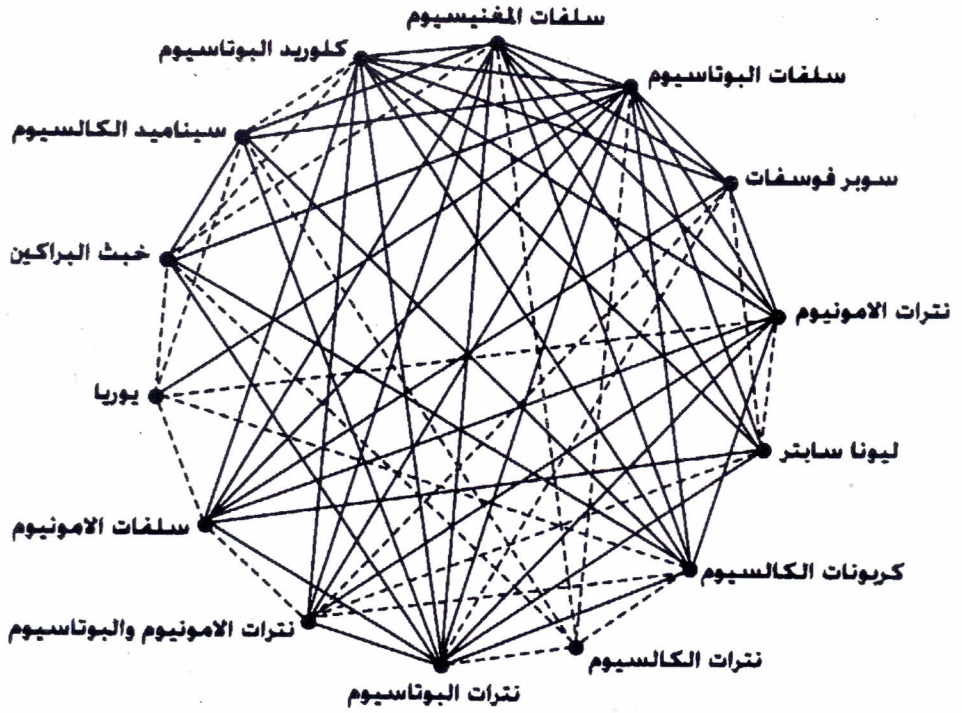 سلفات المغنيسيوم
كلوريد البوتاسيوم
سلفات البوتاسيوم
سيناميد الكالسيوم
سوبر فوسفات
خبث البراكين
نترات الامونيوم
يوريا
ليونا سابتر
سلفات الامونيوم
كربونات الكالسيوم
نترات الامونيوم والبوتاسيوم
نترات الكالسيوم
نترات البوتاسيوم